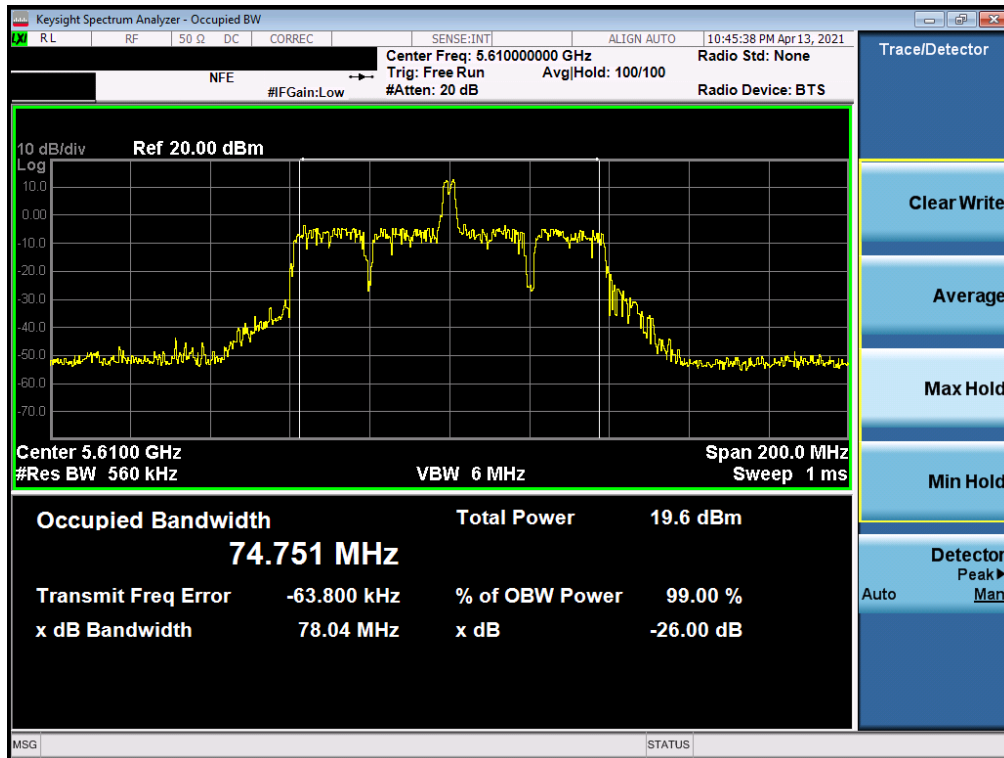 Keysight Spectrum Analyzer - Occupied BW
LXI RL RF 50 Ω DC CORREC SENSE:INT ALIGN AUTO 10:45:38 PM Apr 13, 2021
Center Freq: 5.610000000 GHz Radio Std: None
NFE Trig: Free Run Avg|Hold: 100/100
#IFGain:Low #Atten: 20 dB Radio Device: BTS
10 dB/div Ref 20.00 dBm
Log
10.0
0.00
-10.0
-20.0
-30.0
-40.0
-50.0
-60.0
-70.0
Center 5.6100 GHz Span 200.0 MHz
#Res BW 560 kHz VBW 6 MHz Sweep 1 ms
Occupied Bandwidth Total Power 19.6 dBm
74.751 MHz
Transmit Freq Error -63.800 kHz % of OBW Power 99.00 %
x dB Bandwidth 78.04 MHz x dB -26.00 dB
MSG STATUS
Trace/Detector
Clear Write
Average
Max Hold
Min Hold
Detector
Peak▶
Auto Man